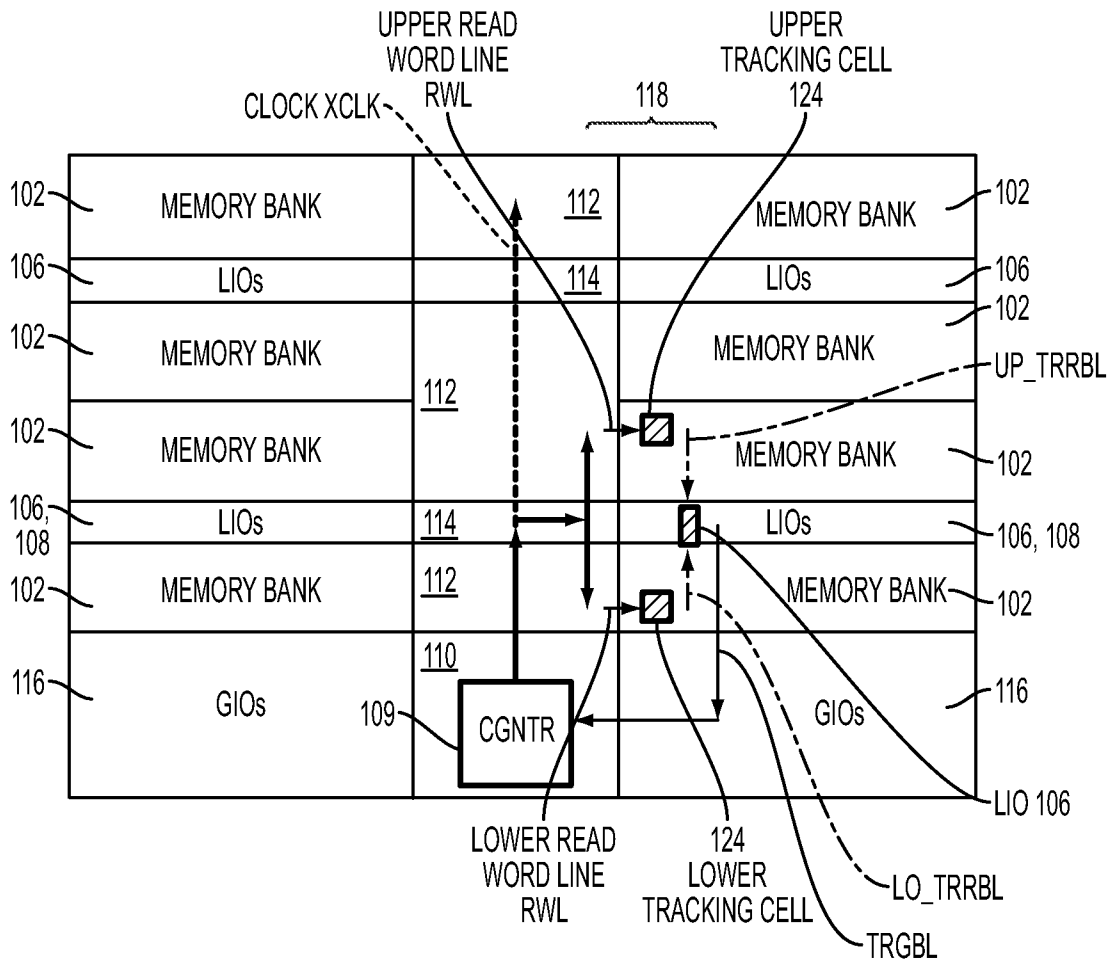 UPPER READ
WORD LINE
RWL
UPPER
TRACKING CELL
124
118
CLOCK XCLK
102
MEMORY BANK
112
MEMORY BANK
102
106
LIOs
114
LIOs
106
102
MEMORY BANK
102
MEMORY BANK
UP_TRRBL
112
102
MEMORY BANK
MEMORY BANK
102
106,
108
LIOs
114
LIOs
106, 108
102
MEMORY BANK
112
MEMORY BANK
102
116
GIOs
110
GIOs
116
109
CGNTR
LIO 106
LOWER READ
WORD LINE
RWL
124
LOWER
TRACKING CELL
LO_TRRBL
TRGBL